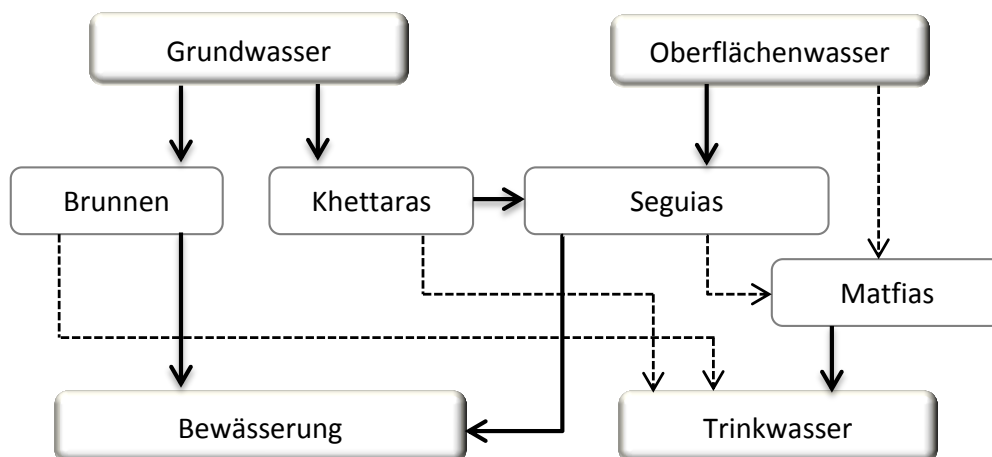 Grundwasser
Oberflächenwasser
Brunnen
Khettaras
Seguias
Matfias
Bewässerung
Trinkwasser